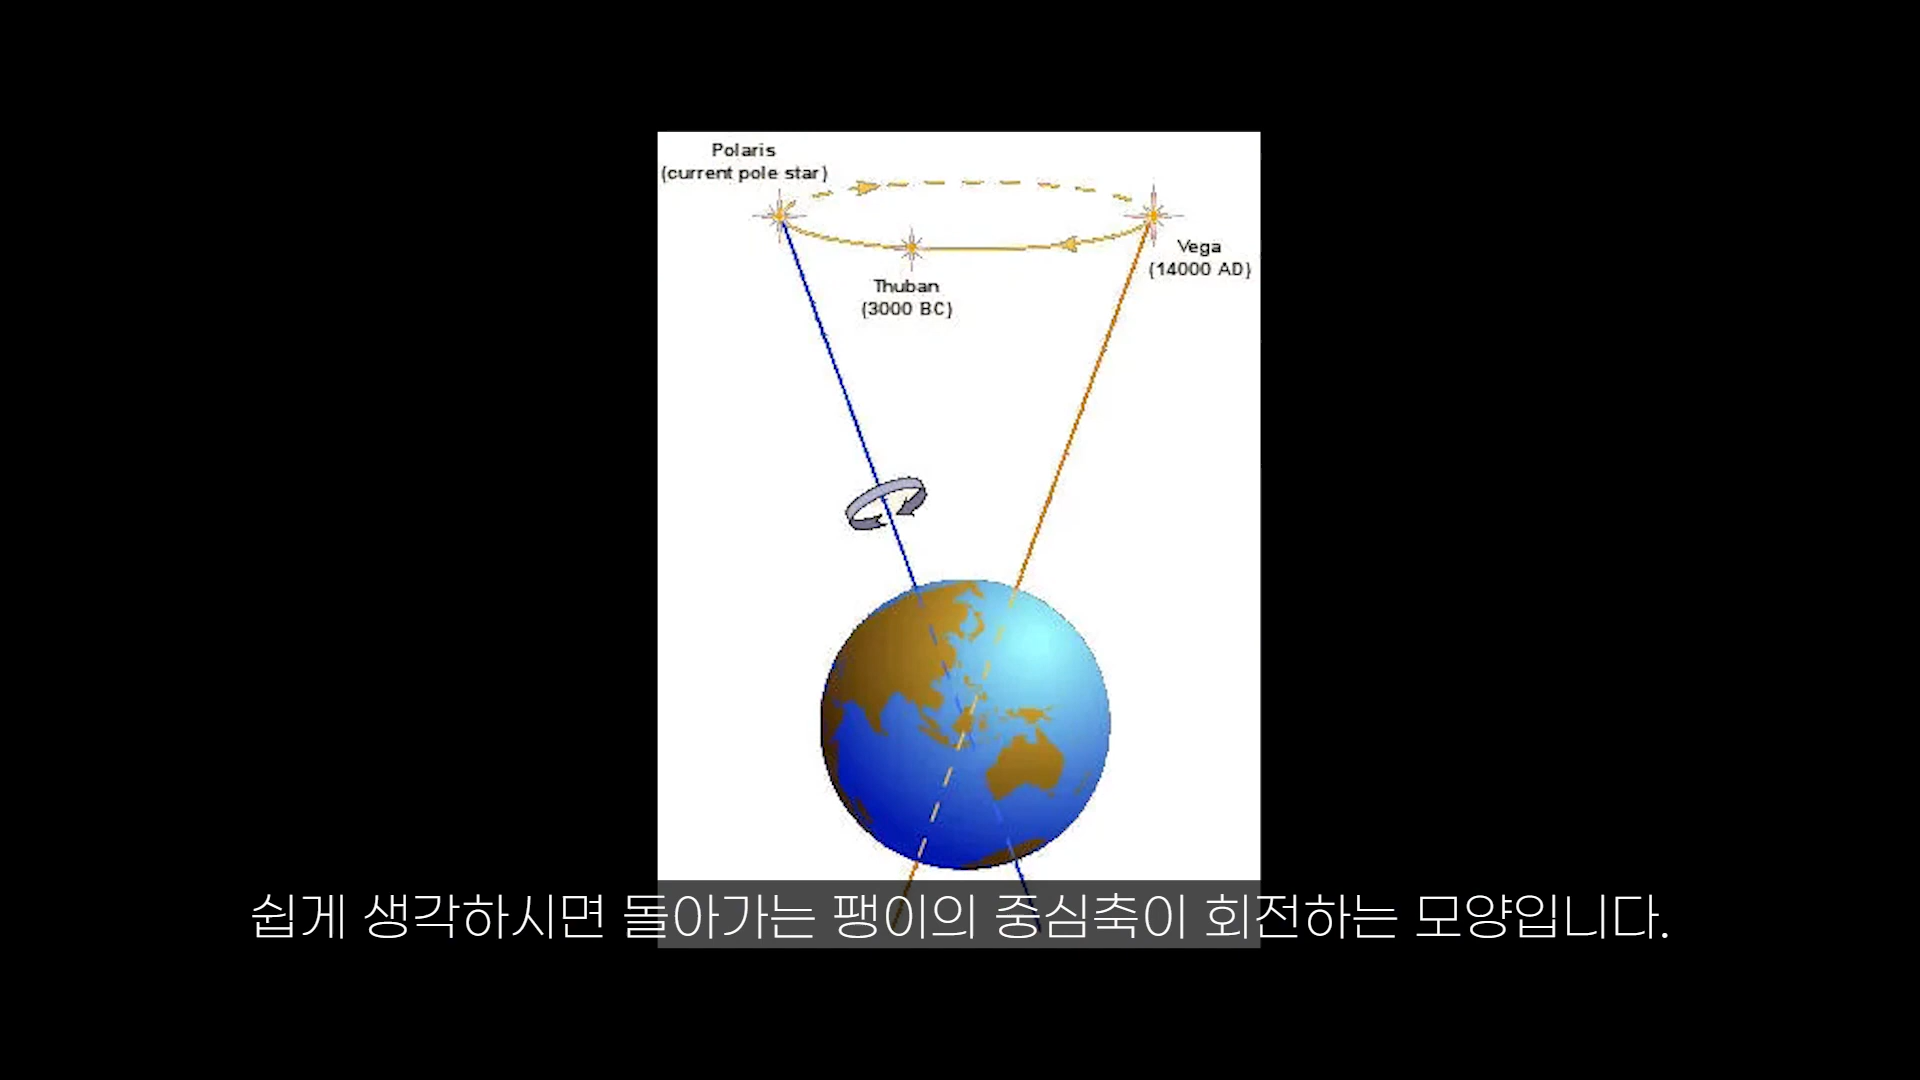 Polaris
(current pole star)
Vega
(14000 AD)
Thuban
(3000 BC)
쉽게 생각하시면 돌아가는 팽이의 중심축이 회전하는 모양입니다.